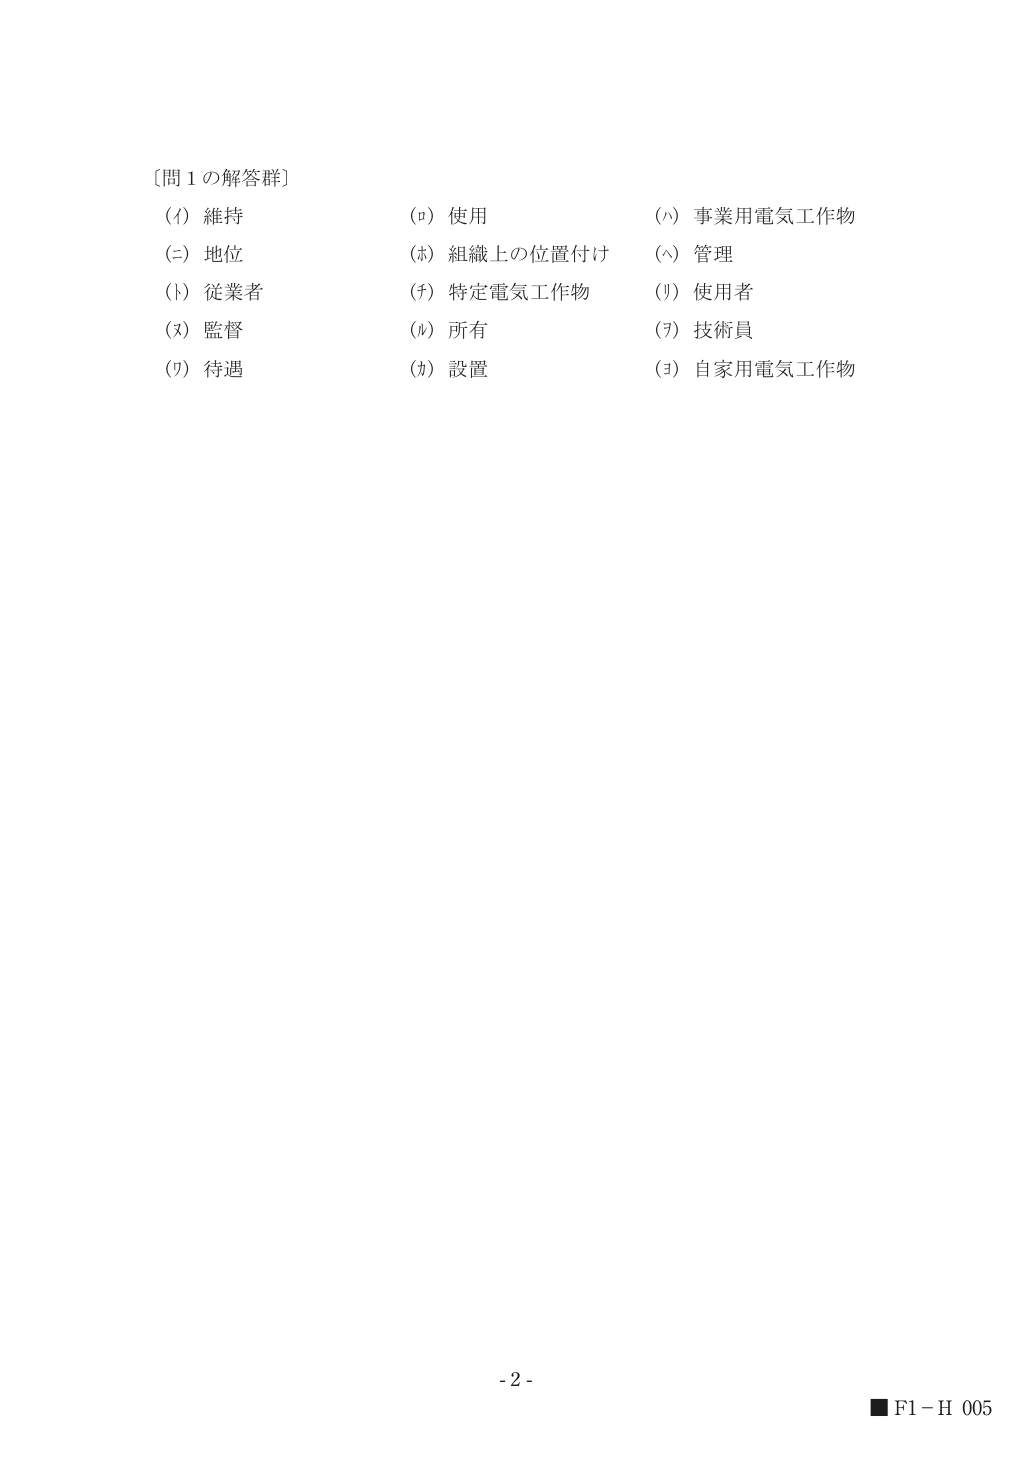 〔問１の解答群〕
(ｲ) 維持 (ﾛ) 使用 (ﾊ) 事業用電気工作物
(ﾆ) 地位 (ﾎ) 組織上の位置付け (ﾍ) 管理
(ﾄ) 従業者 (ﾁ) 特定電気工作物 (ﾘ) 使用者
(ﾇ) 監督 (ﾙ) 所有 (ｦ) 技術員
(ﾜ) 待遇 (ｶ) 設置 (ﾖ) 自家用電気工作物
- 2 -
■ F1－H 005